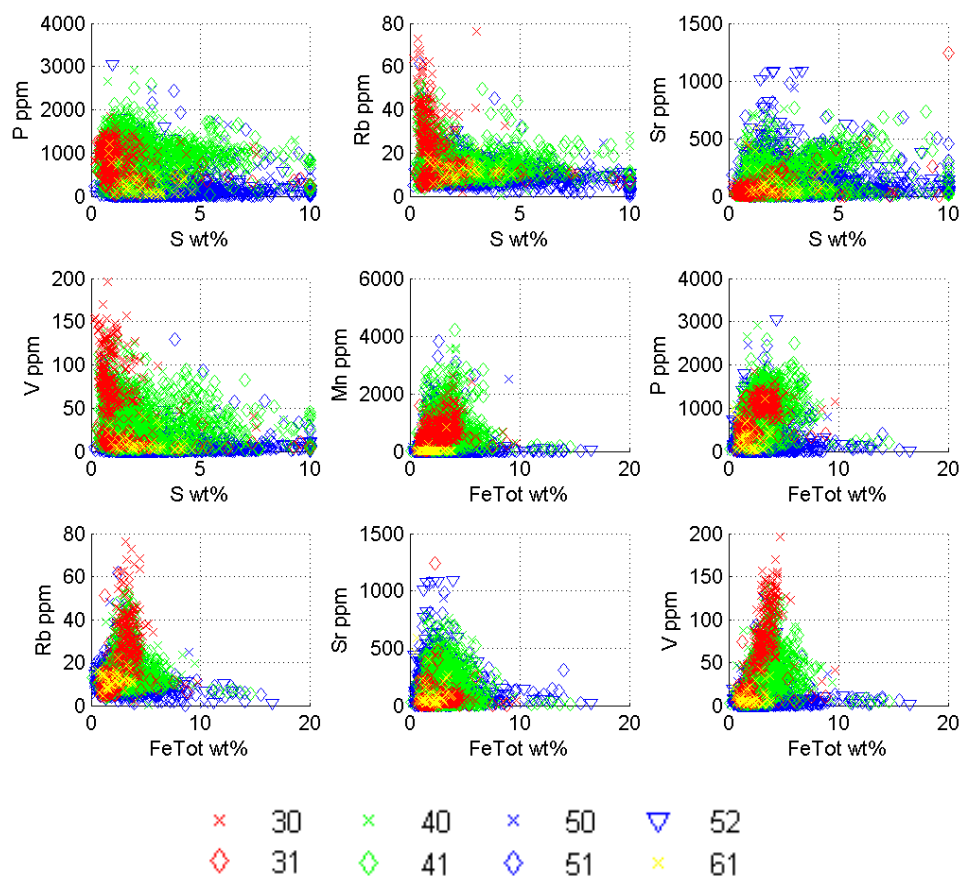 4000
3000
2000
1000
0
P ppm
0 5 10
S wt%
80
60
40
20
0
Rb ppm
0 5 10
S wt%
1500
1000
500
0
Sr ppm
0 5 10
S wt%
200
150
100
50
0
V ppm
0 5 10
S wt%
6000
4000
2000
0
Mn ppm
0 10 20
FeTot wt%
4000
3000
2000
1000
0
P ppm
0 10 20
FeTot wt%
80
60
40
20
0
Rb ppm
0 10 20
FeTot wt%
1500
1000
500
0
Sr ppm
0 10 20
FeTot wt%
200
150
100
50
0
V ppm
0 10 20
FeTot wt%
30 40 50 52
31 41 51 61